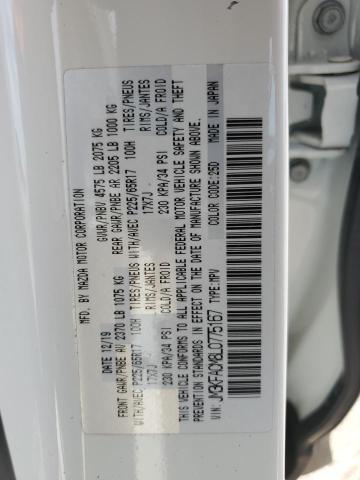 MFD. BY MAZDA MOTOR CORPORATION
DATE 12/19 GVWR/PNBV 4575 LB 2075 KG
FRONT GAWR/PNBE AV 2370 LB 1075 KG REAR GAWR/PNBE AR 2205 LB 1000 KG
WITH/AVEC P225/65R17 100H TIRES/PNEUS WITH/AVEC P225/65R17 100H TIRES/PNEUS
17X7J RIMS/JANTES 17X7J RIMS/JANTES
230 KPA/34 PSI COLD/A FROID 230 KPA/34 PSI COLD/A FROID
THIS VEHICLE CONFORMS TO ALL APPLICABLE FEDERAL MOTOR VEHICLE SAFETY AND THEFT
PREVENTION STANDARDS IN EFFECT ON THE DATE OF MANUFACTURE SHOWN ABOVE.
TYPE:MPV COLOR CODE:25D MADE IN JAPAN